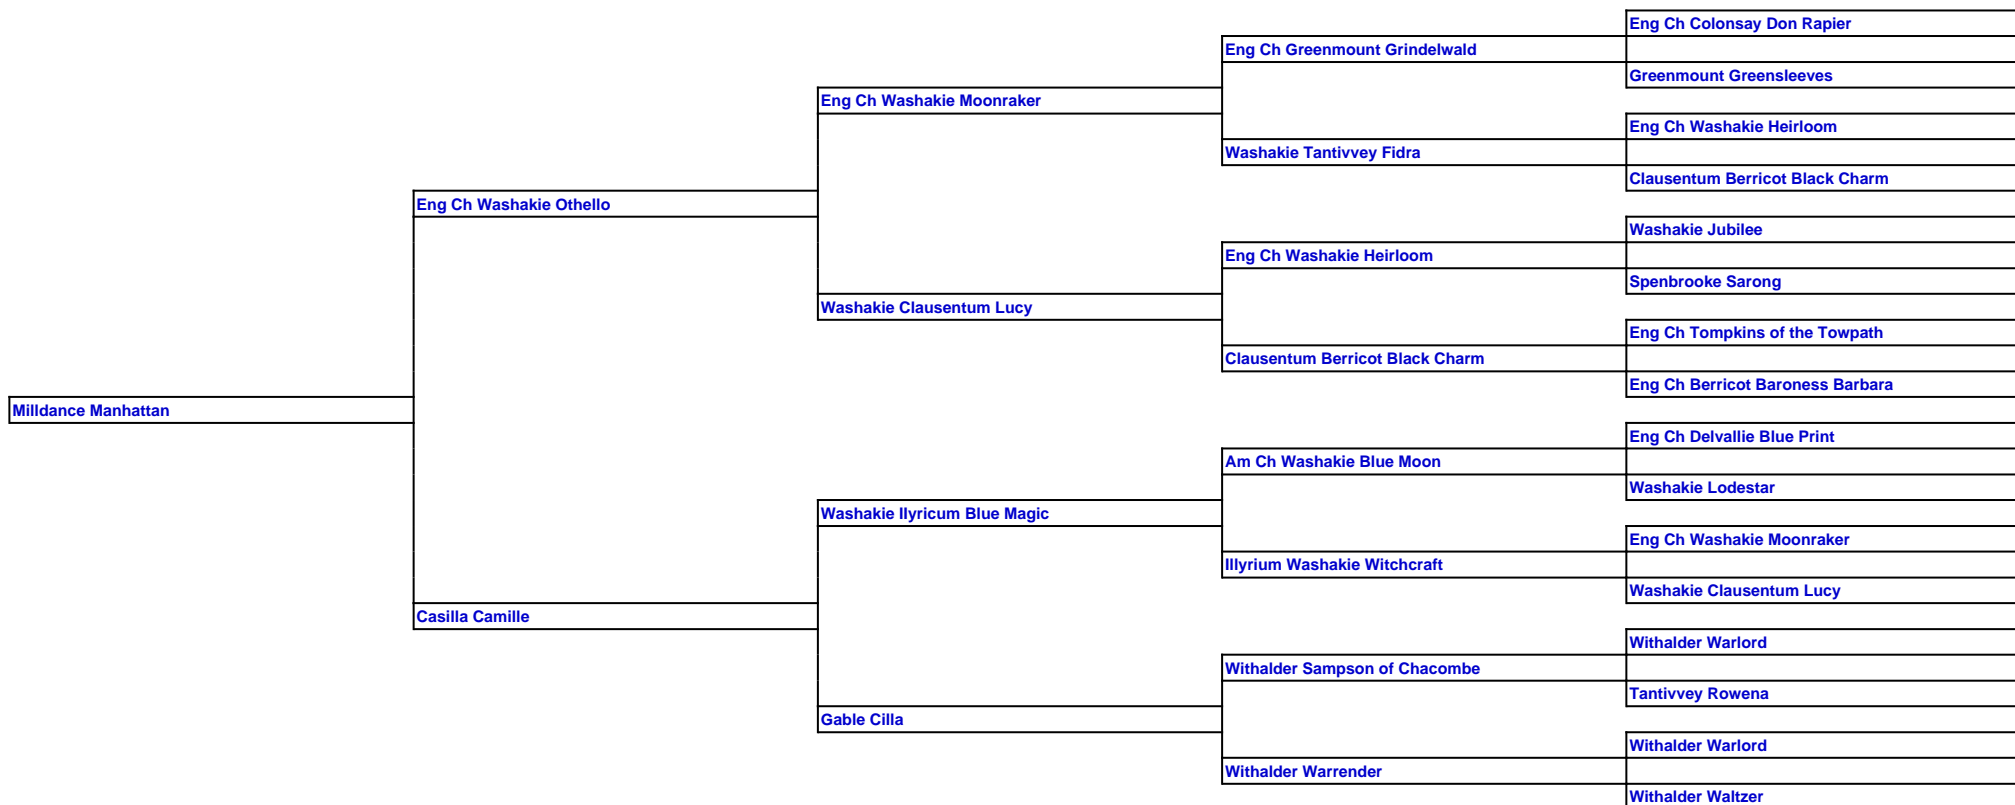 Eng Ch Colonsay Don Rapier
Eng Ch Greenmount Grindelwald
Greenmount Greensleeves
Eng Ch Washakie Moonraker
Eng Ch Washakie Heirloom
Washakie Tantivvey Fidra
Clausentum Berricot Black Charm
Eng Ch Washakie Othello
Washakie Jubilee
Eng Ch Washakie Heirloom
Spenbrooke Sarong
Washakie Clausentum Lucy
Eng Ch Tompkins of the Towpath
Clausentum Berricot Black Charm
Eng Ch Berricot Baroness Barbara
Milldance Manhattan
Eng Ch Delvallie Blue Print
Am Ch Washakie Blue Moon
Washakie Lodestar
Washakie Ilyricum Blue Magic
Eng Ch Washakie Moonraker
Illyrium Washakie Witchcraft
Washakie Clausentum Lucy
Casilla Camille
Withalder Warlord
Withalder Sampson of Chacombe
Tantivvey Rowena
Gable Cilla
Withalder Warlord
Withalder Warrender
Withalder Waltzer